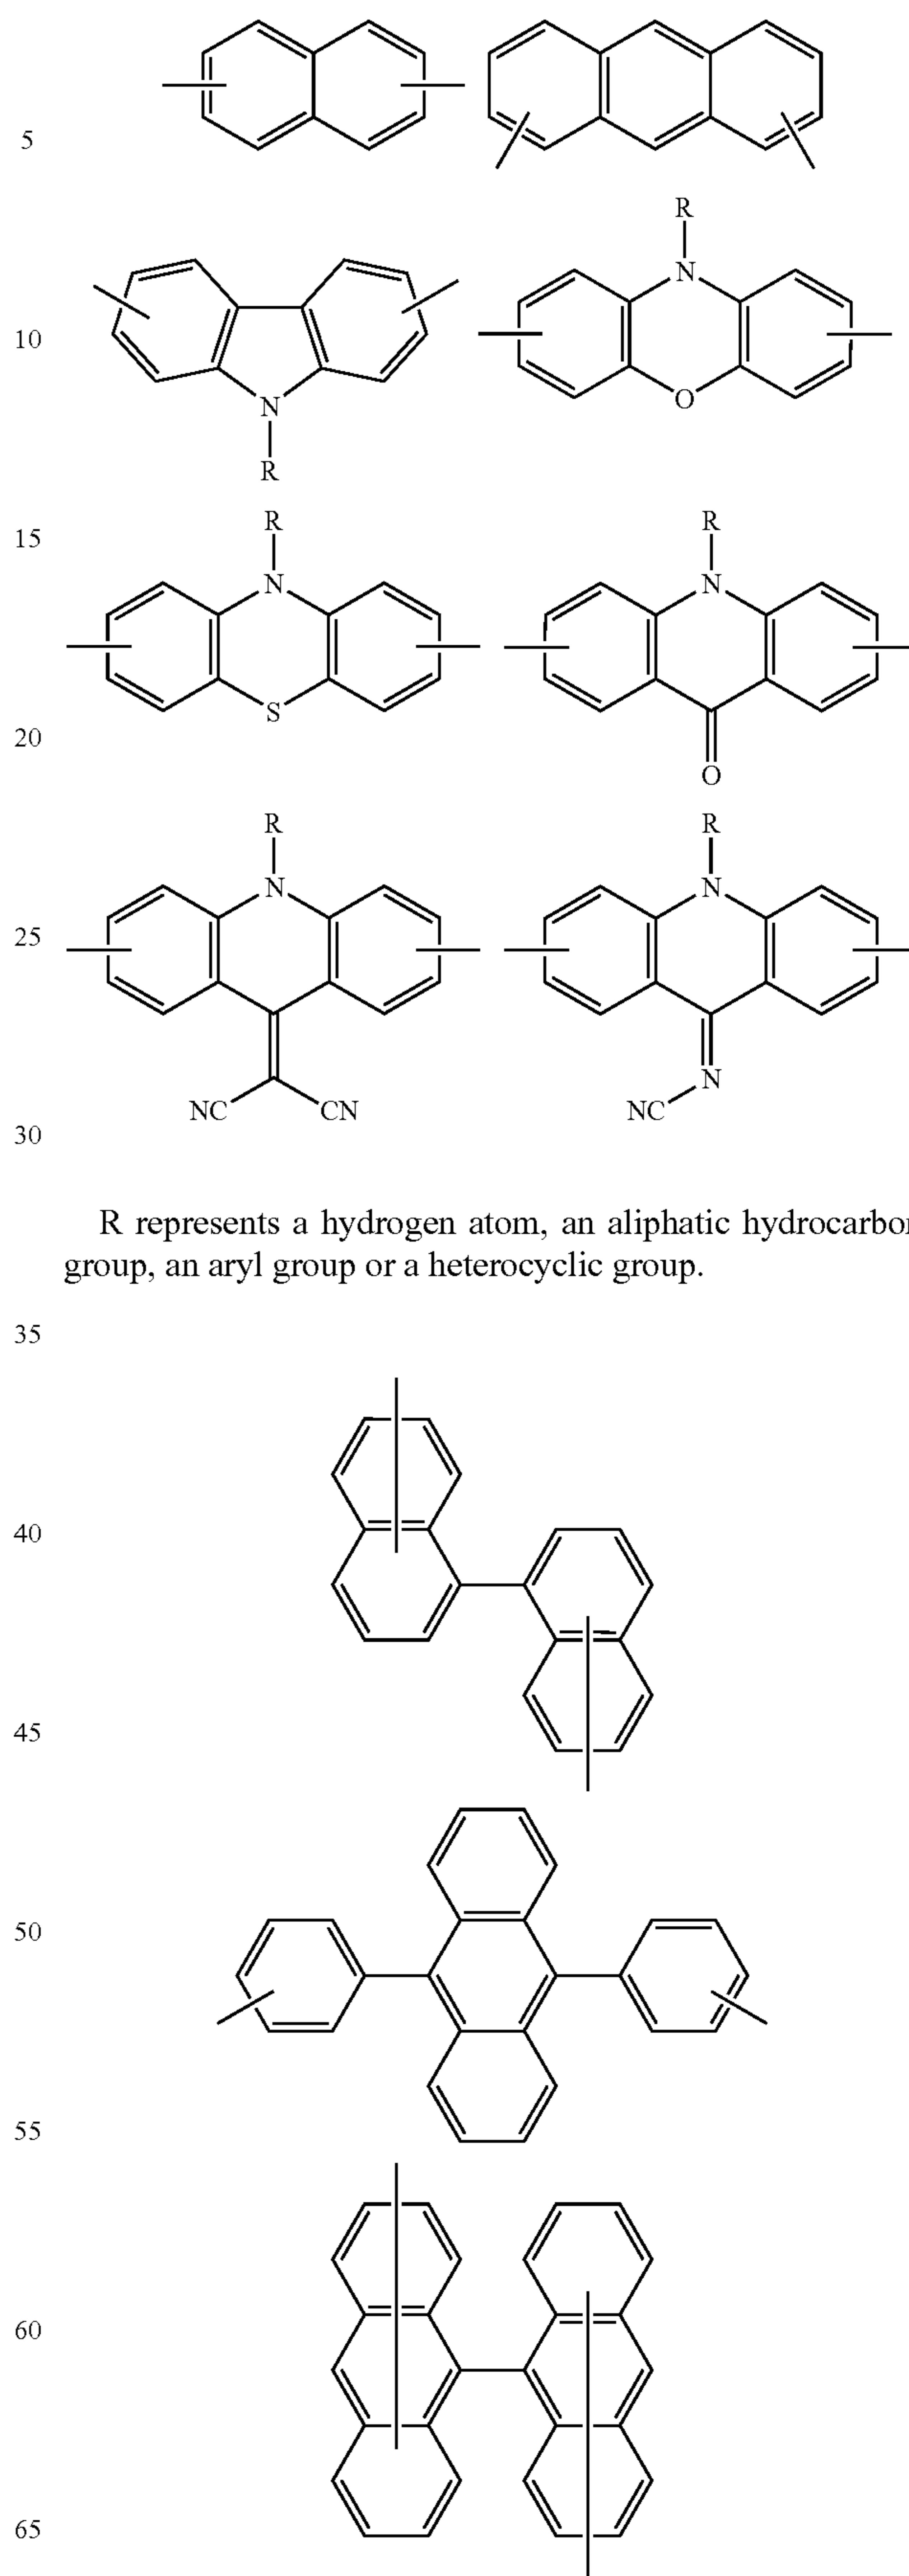 5
R
N
10
O
N
R
15
R
R
N
N
S
20
O
R
R
N
N
25
N
NC
CN
NC
30
R represents a hydrogen atom, an aliphatic hydrocarbon
group, an aryl group or a heterocyclic group.
35
40
45
50
55
60
65